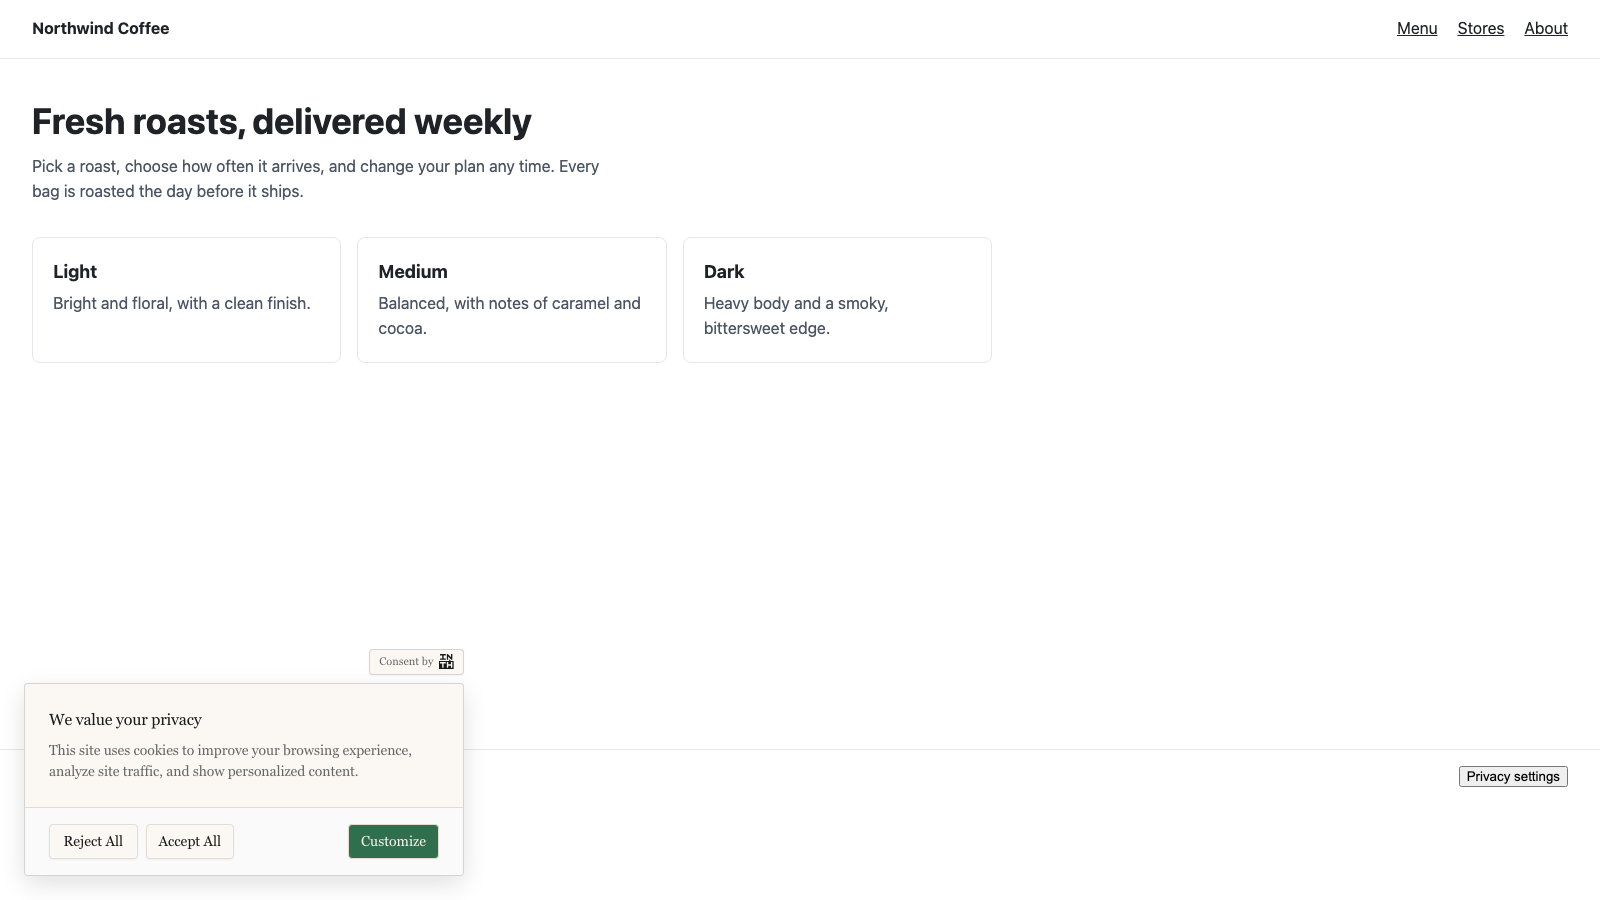 Northwind Coffee
Menu Stores About
Fresh roasts, delivered weekly
Pick a roast, choose how often it arrives, and change your plan any time. Every
bag is roasted the day before it ships.
Light
Bright and floral, with a clean finish.
Medium
Balanced, with notes of caramel and
cocoa.
Dark
Heavy body and a smoky,
bittersweet edge.
Consent by INTH
We value your privacy
This site uses cookies to improve your browsing experience,
analyze site traffic, and show personalized content.
Reject All Accept All Customize
Privacy settings